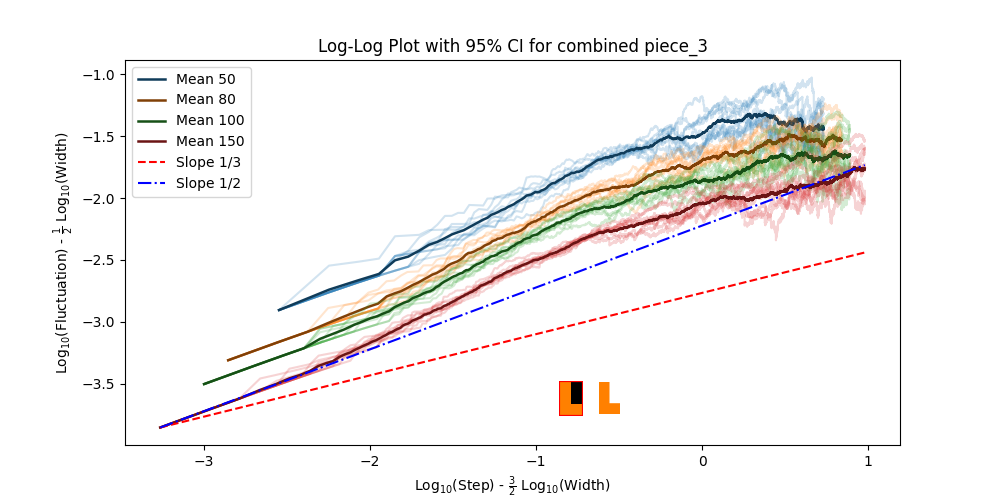 Log-Log Plot with 95% CI for combined piece_3
Log₁₀(Fluctuation) - ½ Log₁₀(Width)
−1.0
−1.5
−2.0
−2.5
−3.0
−3.5
Mean 50
Mean 80
Mean 100
Mean 150
Slope 1/3
Slope 1/2
−3
−2
−1
0
1
Log₁₀(Step) - 3/2 Log₁₀(Width)